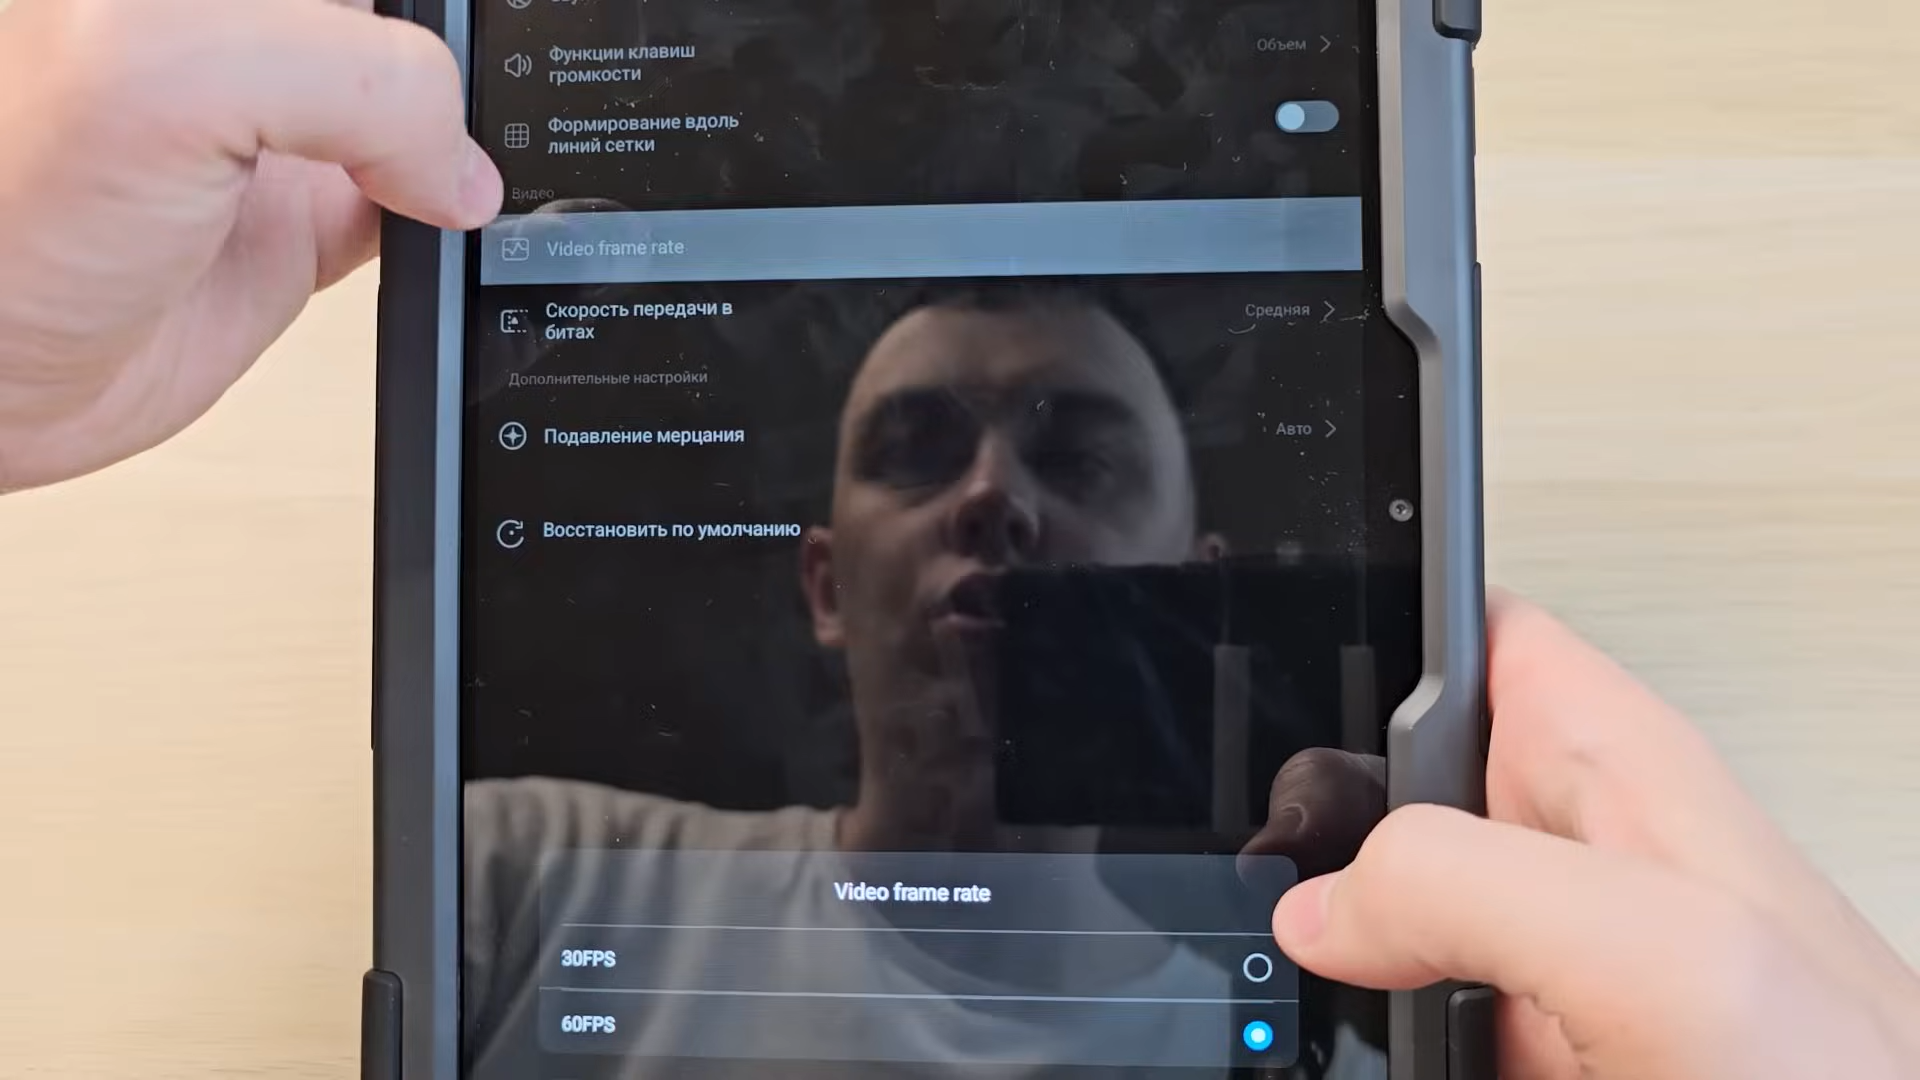 Функции клавиш
громкости
Объем
Формирование вдоль
линий сетки
Видео
Video frame rate
Скорость передачи в
битах
Средняя
Дополнительные настройки
Подавление мерцания
Авто
Восстановить по умолчанию
Video frame rate
30FPS
60FPS